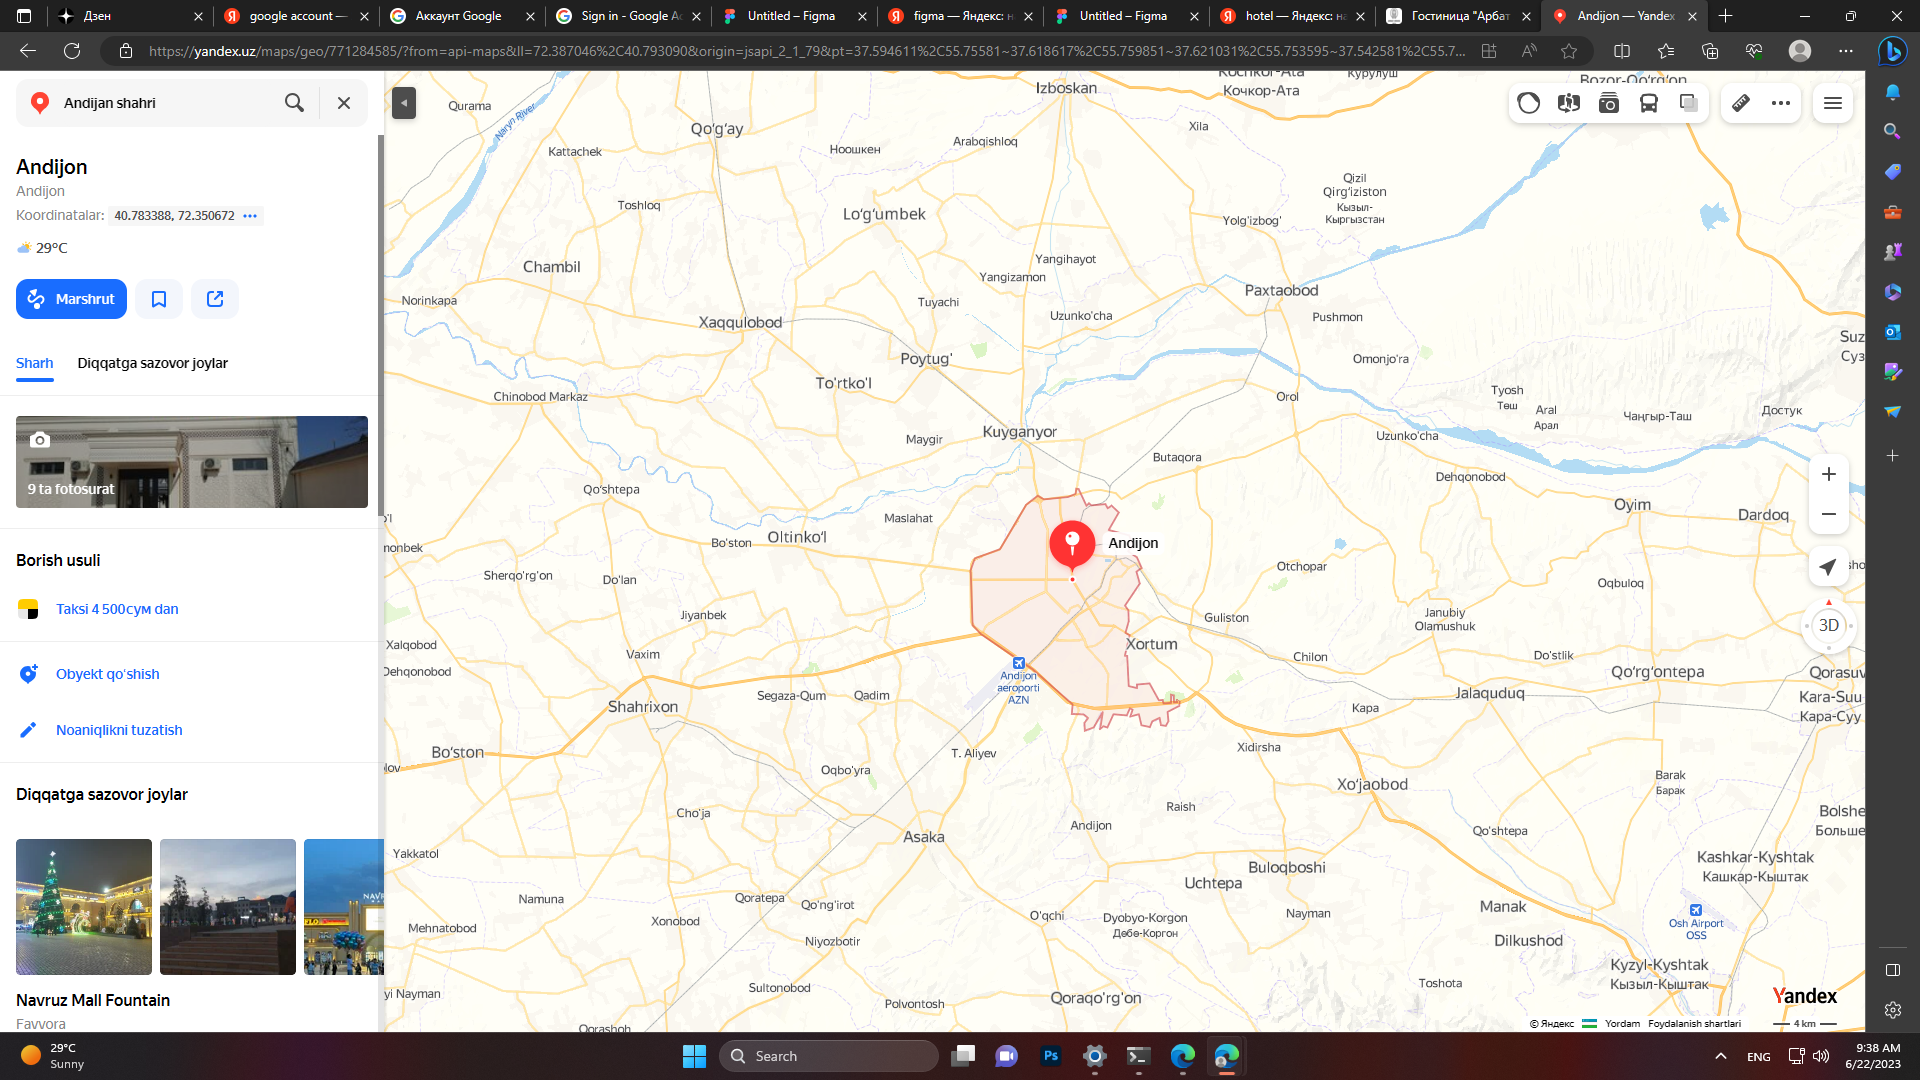 Дзен
google account —
Аккаунт Google
Sign in - Google Ac
Untitled – Figma
figma — Яндекс: н
Untitled – Figma
hotel — Яндекс: на
Гостиница "Арбат
Andijon — Yandex
https://yandex.uz/maps/geo/771284585/?from=api-maps&ll=72.387046%2C40.793090&origin=jsapi_2_1_79&pt=37.594611%2C55.75581~37.618617%2C55.759851~37.621031%2C55.753595~37.542581%2C55.7...
Andijan shahri
Andijon
Andijon
Koordinatalar: 40.783388, 72.350672
29°C
Marshrut
Sharh
Diqqatga sazovor joylar
9 ta fotosurat
Borish usuli
Taksi 4 500сум dan
Obyekt qo'shish
Noaniqlikni tuzatish
Diqqatga sazovor joylar
Navruz Mall Fountain
Favvora
Qurama
Naryn River
Qo'g'ay
Izboskan
Kochkor-Ata
Кочкор-Ата
Курулуш
Bozor-Qo'rg'on
Kattachek
Ноошкен
Arabqishloq
Xila
Qizil
Qirg'iziston
Кызыл-
Кыргызстан
Toshloq
Lo'g'umbek
Yolg'izbog'
Chambil
Yangihayot
Yangizamon
Norinkapa
Tuyachi
Paxtaobod
Xaqqulobod
Uzunko'cha
Pushmon
Suz
Суз
Poytug'
Omonjo'ra
To'rtko'l
Chinobod Markaz
Orol
Tyosh
Төш
Aral
Арал
Чаңгыр-Таш
Достук
Maygir
Kuyganyor
Uzunko'cha
Butaqora
Dehqonobod
Qo'shtepa
Oyim
Dardoq
Maslahat
Oltinko'l
Bo'ston
monbek
Andijon
Sherqo'rg'on
Do'lan
Otchopar
Oqbuloq
sho
3D
Jiyanbek
Guliston
Janubiy
Olamushuk
Xalqobod
Vaxim
Xortum
Chilon
Do'stlik
Dehqonobod
Andijon
aeroporti
AZN
Segaza-Qum
Qadim
Qo'rg'ontepa
Qorasuv
Jalaquduq
Kara-Suu
Кара-Суу
Shahrixon
Kapa
Bo'ston
T. Aliyev
Xidirsha
lov
Oqbo'yra
Barak
Барак
Xo'jaobod
Cho'ja
Raish
Bolshe
Больше
Asaka
Andijon
Qo'shtepa
Yakkatol
Kashkar-Kyshtak
Кашкар-Кыштак
Buloqboshi
Uchtepa
Namuna
Qoratepa
Qo'ng'irot
O'qchi
Dyobyo-Korgon
Дөбө-Коргон
Nayman
Manak
Osh Airport
OSS
Mehnatobod
Xonobod
Niyozbotir
Dilkushod
Kyzyl-Kyshtak
Кызыл-Кыштак
yi Nayman
Sultonobod
Polvontosh
Qoraqo'rg'on
Toshota
Qorashoh
Yandex
© Яндекс
Yordam
Foydalanish shartlari
4 km
29°C
Sunny
Search
Ps
ENG
9:38 AM
6/22/2023